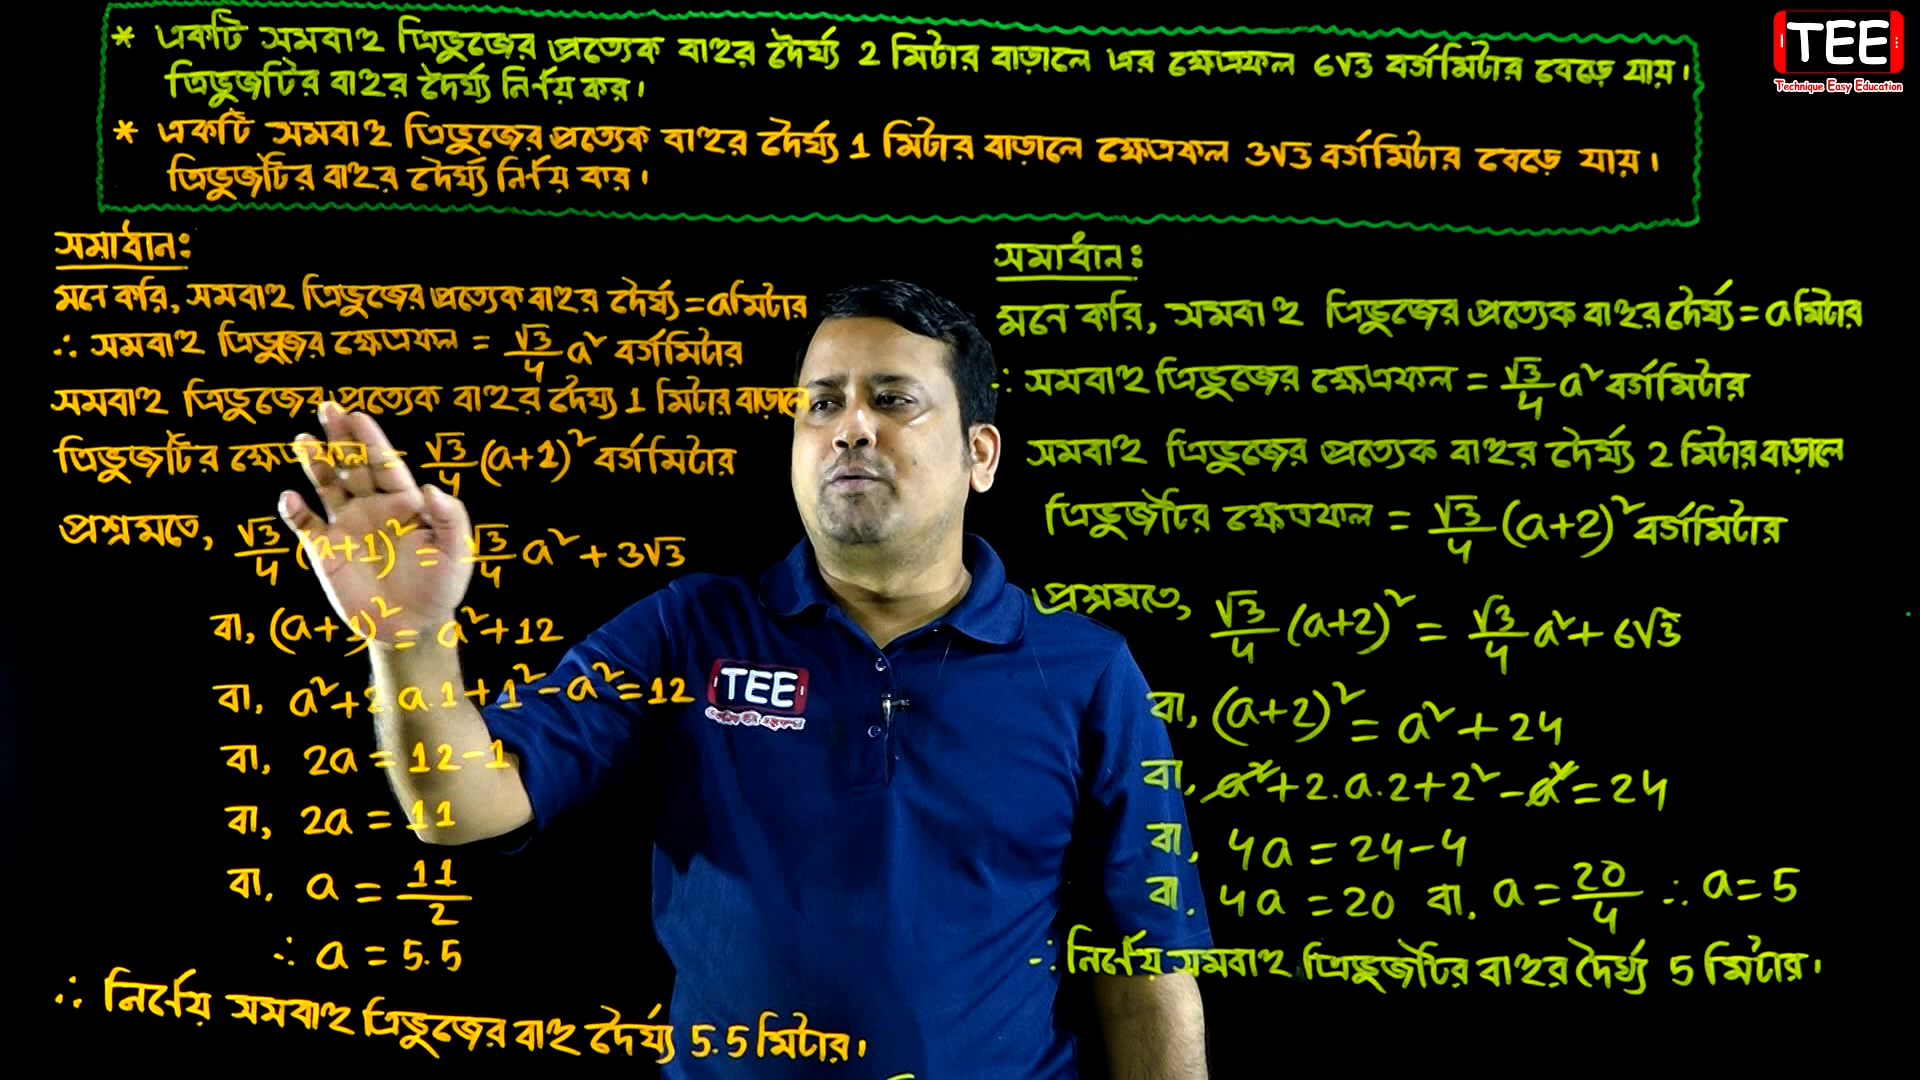 * একটি সমবাহু ত্রিভুজের প্রত্যেক বাহুর দৈর্ঘ্য 2 মিটার বাড়ালে এর ক্ষেত্রফল 6√3 বর্গমিটার বেড়ে যায়।
ত্রিভুজটির বাহুর দৈর্ঘ্য নির্ণয় কর।
* একটি সমবাহু ত্রিভুজের প্রত্যেক বাহুর দৈর্ঘ্য 1 মিটার বাড়ালে ক্ষেত্রফল 3√3 বর্গমিটার বেড়ে যায়।
ত্রিভুজটির বাহুর দৈর্ঘ্য নির্ণয় কর।
TEE
Technique Easy Education
সমাধান:
মনে করি, সমবাহু ত্রিভুজের প্রত্যেক বাহুর দৈর্ঘ্য = a মিটার
∴ সমবাহু ত্রিভুজের ক্ষেত্রফল = √3/4 a² বর্গমিটার
সমবাহু ত্রিভুজের প্রত্যেক বাহুর দৈর্ঘ্য 1 মিটার বাড়ালে
ত্রিভুজটির ক্ষেত্রফল = √3/4 (a+1)² বর্গমিটার
প্রশ্নমতে, √3/4 (a+1)² = √3/4 a² + 3√3
বা, (a+1)² = a² + 12
বা, a² + 2.a.1 + 1² - a² = 12
বা, 2a = 12 - 1
বা, 2a = 11
বা, a = 11/2
∴ a = 5.5
∴ নির্ণেয় সমবাহু ত্রিভুজের বাহু দৈর্ঘ্য 5.5 মিটার।
TEE
সমাধান:
মনে করি, সমবাহু ত্রিভুজের প্রত্যেক বাহুর দৈর্ঘ্য = a মিটার
∴ সমবাহু ত্রিভুজের ক্ষেত্রফল = √3/4 a² বর্গমিটার
সমবাহু ত্রিভুজের প্রত্যেক বাহুর দৈর্ঘ্য 2 মিটার বাড়ালে
ত্রিভুজটির ক্ষেত্রফল = √3/4 (a+2)² বর্গমিটার
প্রশ্নমতে, √3/4 (a+2)² = √3/4 a² + 6√3
বা, (a+2)² = a² + 24
বা, a² + 2.a.2 + 2² - a² = 24
বা, 4a = 24 - 4
বা, 4a = 20 বা, a = 20/4 ∴ a = 5
∴ নির্ণেয় সমবাহু ত্রিভুজটির বাহুর দৈর্ঘ্য 5 মিটার।